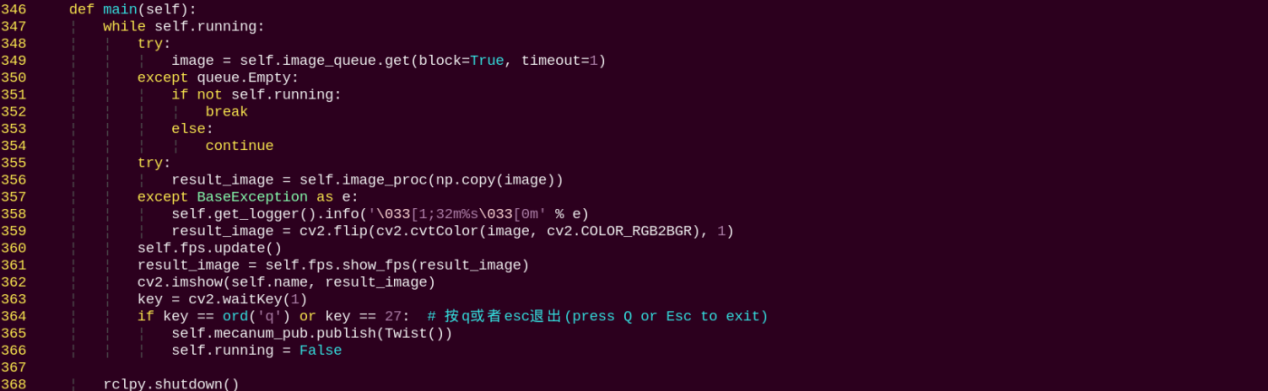 346     def main(self):
347         while self.running:
348             try:
349                 image = self.image_queue.get(block=True, timeout=1)
350             except queue.Empty:
351                 if not self.running:
352                     break
353                 else:
354                     continue
355             try:
356                 result_image = self.image_proc(np.copy(image))
357             except BaseException as e:
358                 self.get_logger().info('\033[1;32m%s\033[0m' % e)
359                 result_image = cv2.flip(cv2.cvtColor(image, cv2.COLOR_RGB2BGR), 1)
360             self.fps.update()
361             result_image = self.fps.show_fps(result_image)
362             cv2.imshow(self.name, result_image)
363             key = cv2.waitKey(1)
364             if key == ord('q') or key == 27:  # 按q或者esc退出(press Q or Esc to exit)
365                 self.mecanum_pub.publish(Twist())
366                 self.running = False
367
368         rclpy.shutdown()